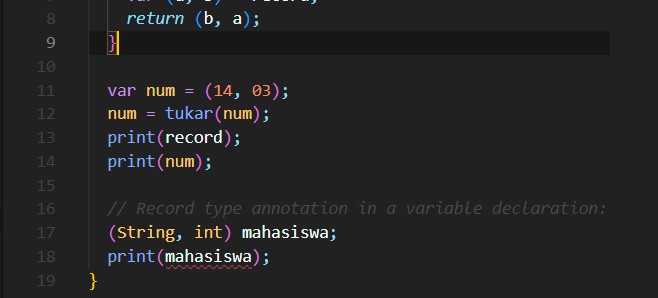 8 return (b, a);
9 }
10
11 var num = (14, 03);
12 num = tukar(num);
13 print(record);
14 print(num);
15
16 // Record type annotation in a variable declaration:
17 (String, int) mahasiswa;
18 print(mahasiswa);
19 }